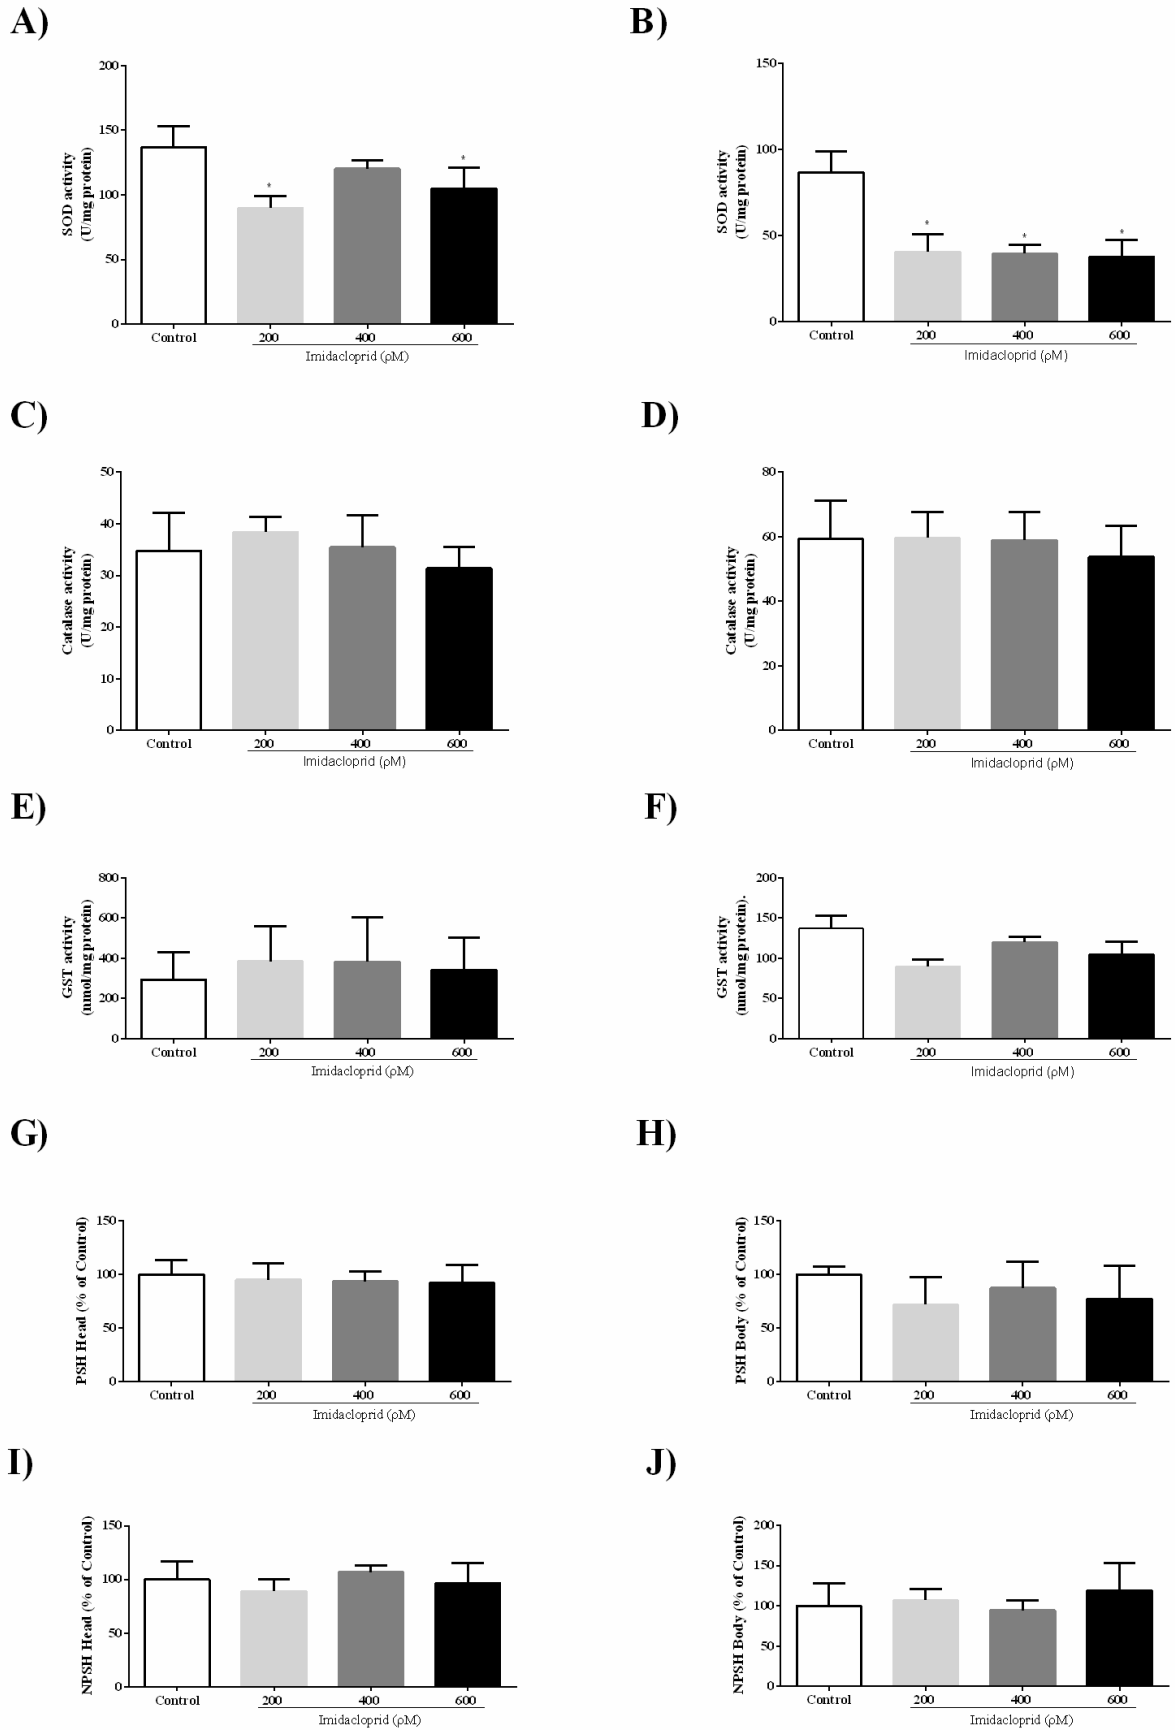 A)
B)
200
150
100
50
0
SOD activity
(U/mg protein)
*
*
Control
200
400
600
Imidacloprid (ρM)
150
100
50
0
SOD activity
(U/mg protein)
*
*
*
Control
200
400
600
Imidacloprid (ρM)
C)
D)
50
40
30
20
10
0
Catalase activity
(U/mg protein)
Control
200
400
600
Imidacloprid (ρM)
80
60
40
20
0
Catalase activity
(U/mg protein)
Control
200
400
600
Imidacloprid (ρM)
E)
F)
800
600
400
200
0
GST activity
(nmol/mg protein)
Control
200
400
600
Imidacloprid (ρM)
200
150
100
50
0
GST activity
(nmol/mg protein).
Control
200
400
600
Imidacloprid (ρM)
G)
H)
150
100
50
0
PSH Head (% of Control)
Control
200
400
600
Imidacloprid (ρM)
150
100
50
0
PSH Body (% of Control)
Control
200
400
600
Imidacloprid (ρM)
I)
J)
150
100
50
0
NPSH Head (% of Control)
Control
200
400
600
Imidacloprid (ρM)
200
150
100
50
0
NPSH Body (% of Control)
Control
200
400
600
Imidacloprid (ρM)